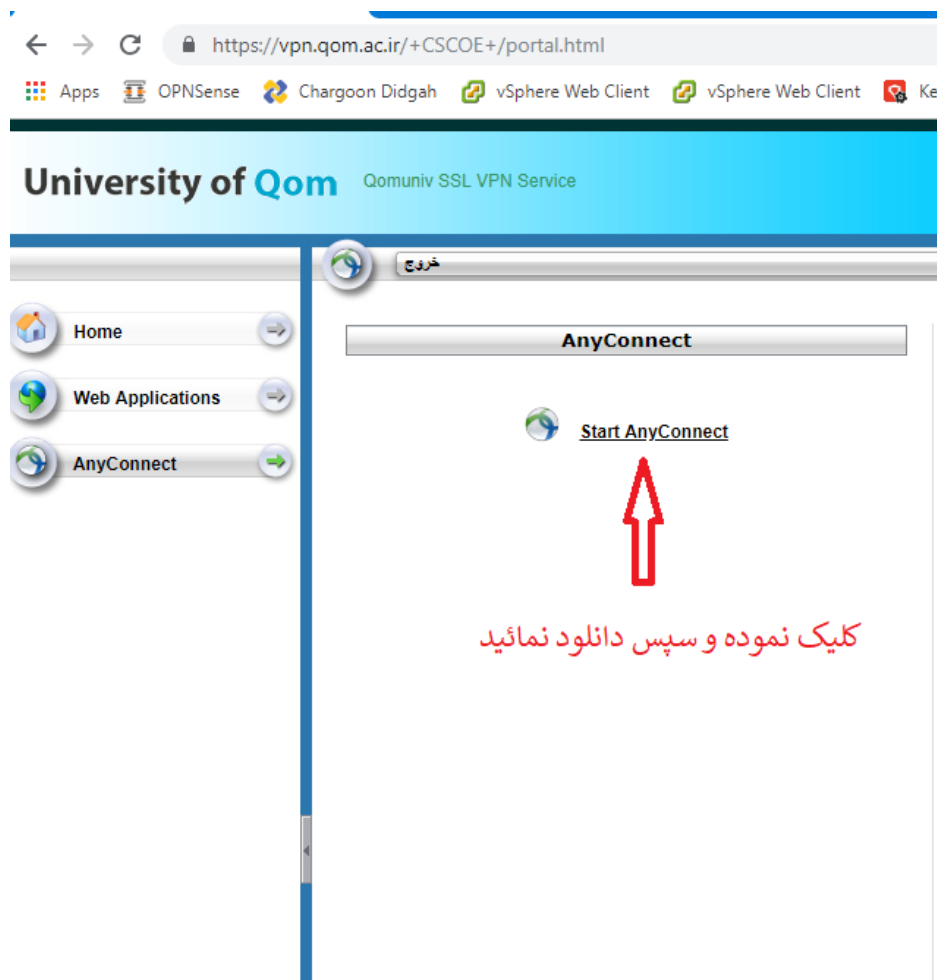 https://vpn.qom.ac.ir/+CSCOE+/portal.html
Apps OPNSense Chargoon Didgah vSphere Web Client vSphere Web Client Ke
University of Qom Qomuniv SSL VPN Service
خروج
Home
AnyConnect
Web Applications
Start AnyConnect
AnyConnect
کلیک نموده و سپس دانلود نمائید